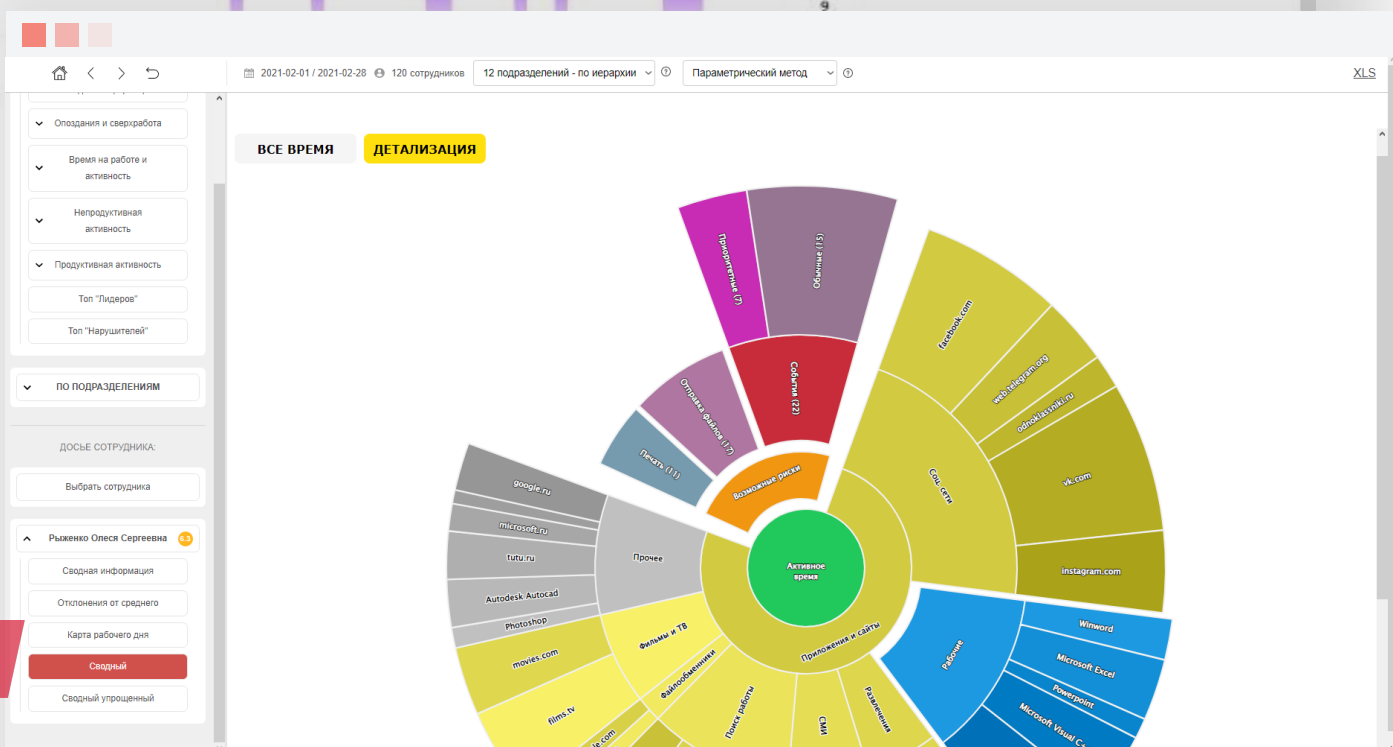 9
2021-02-01 / 2021-02-28
120 сотрудников
12 подразделений - по иерархии
Параметрический метод
XLS
Опоздания и сверхработа
Время на работе и
активность
Непродуктивная
активность
Продуктивная активность
Топ "Лидеров"
Топ "Нарушителей"
ПО ПОДРАЗДЕЛЕНИЯМ
ДОСЬЕ СОТРУДНИКА:
Выбрать сотрудника
Рыженко Олеся Сергеевна
6.3
Сводная информация
Отклонения от среднего
Карта рабочего дня
Сводный
Сводный упрощенный
ВСЕ ВРЕМЯ
ДЕТАЛИЗАЦИЯ
Приоритетные (7)
Обычные (15)
События (22)
Отправка файлов (17)
Печать (11)
Возможные риски
facebook.com
web.telegram.org
odnoklassniki.ru
vk.com
instagram.com
Соц. сети
Активное
время
Приложения и сайты
Прочее
google.ru
microsoft.ru
tutu.ru
Autodesk Autocad
Photoshop
Фильмы и ТВ
movies.com
films.tv
Файлообменники
Поиск работы
СМИ
Развлечения
Рабочие
Winword
Microsoft Excel
Powerpoint
Microsoft Visual C+